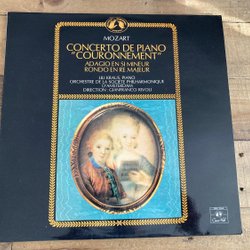 MOZART
CONCERTO DE PIANO
"COURONNEMENT"
ADAGIO EN SI MINEUR
RONDO EN RE MAJEUR
LILI KRAUS, PIANO
ORCHESTRE DE LA SOCIÉTÉ PHILHARMONIQUE
D'AMSTERDAM
DIRECTION : GIANFRANCO RIVOLI